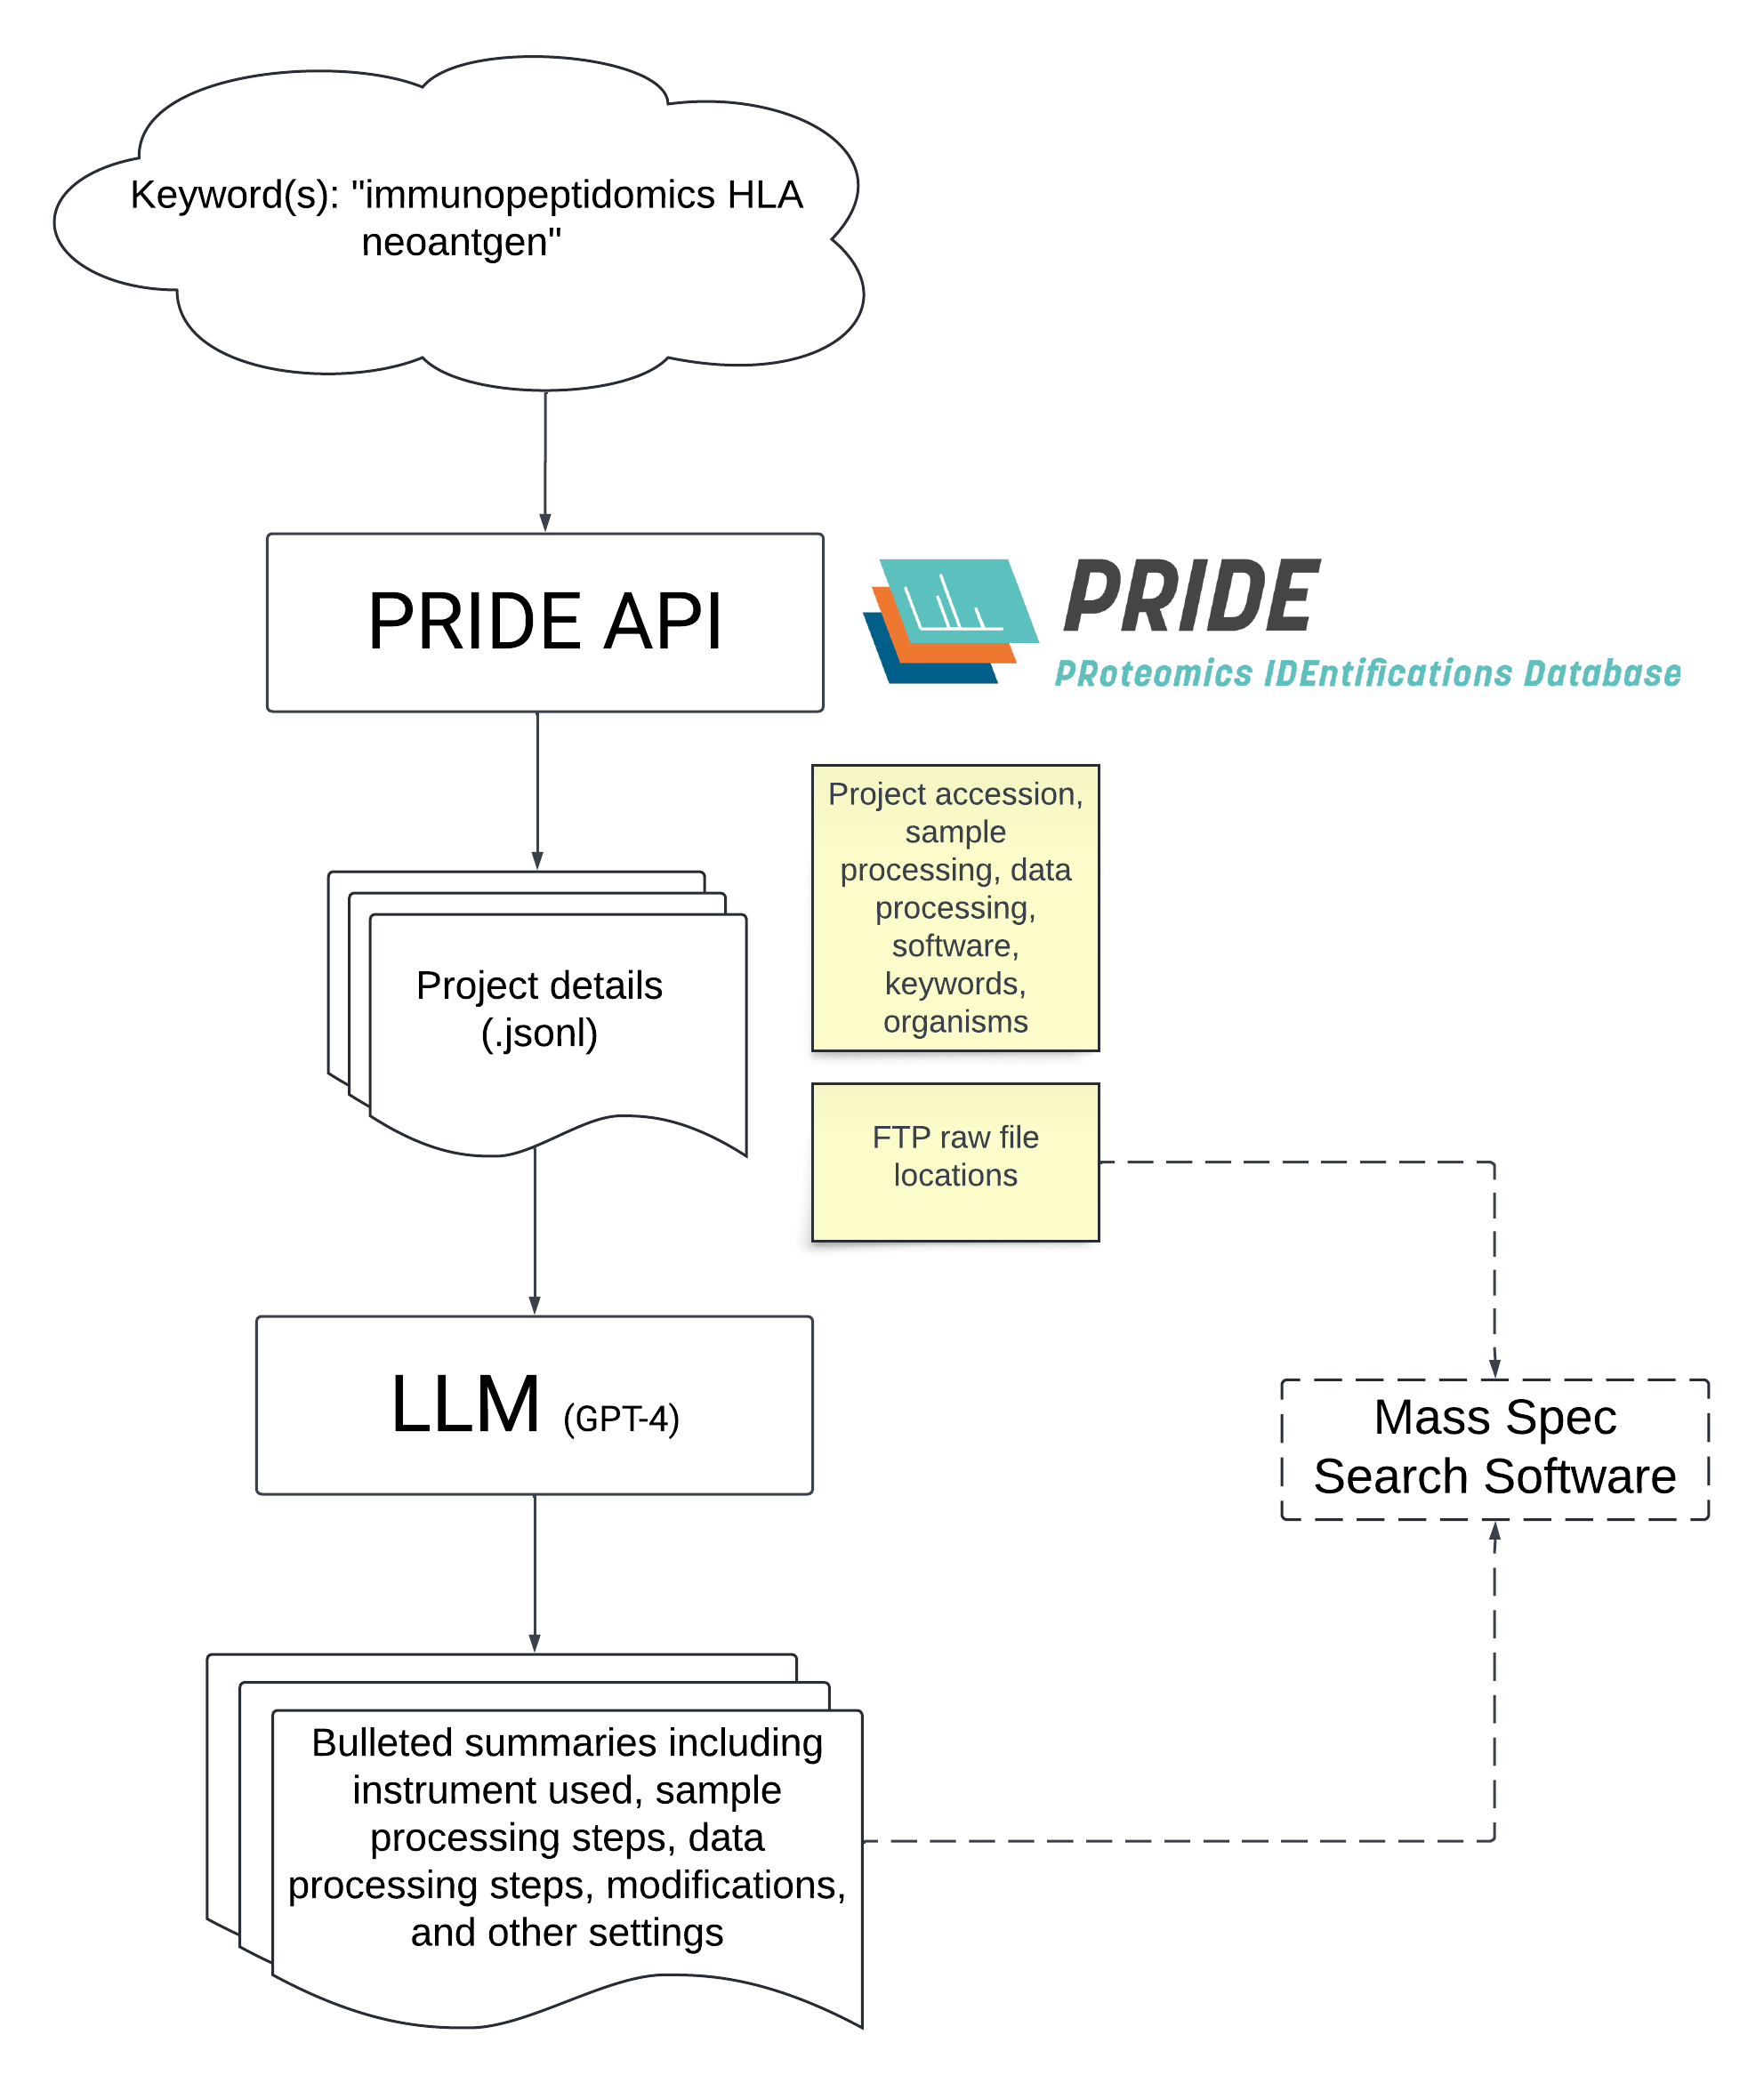 Keyword(s): "immunopeptidomics HLA
neoantgen"
PRIDE API
PRIDE
PRoteomics IDEntifications Database
Project accession,
sample
processing, data
processing,
software,
keywords,
organisms
Project details
(.jsonl)
FTP raw file
locations
LLM (GPT-4)
Mass Spec
Search Software
Bulleted summaries including
instrument used, sample
processing steps, data
processing steps, modifications,
and other settings